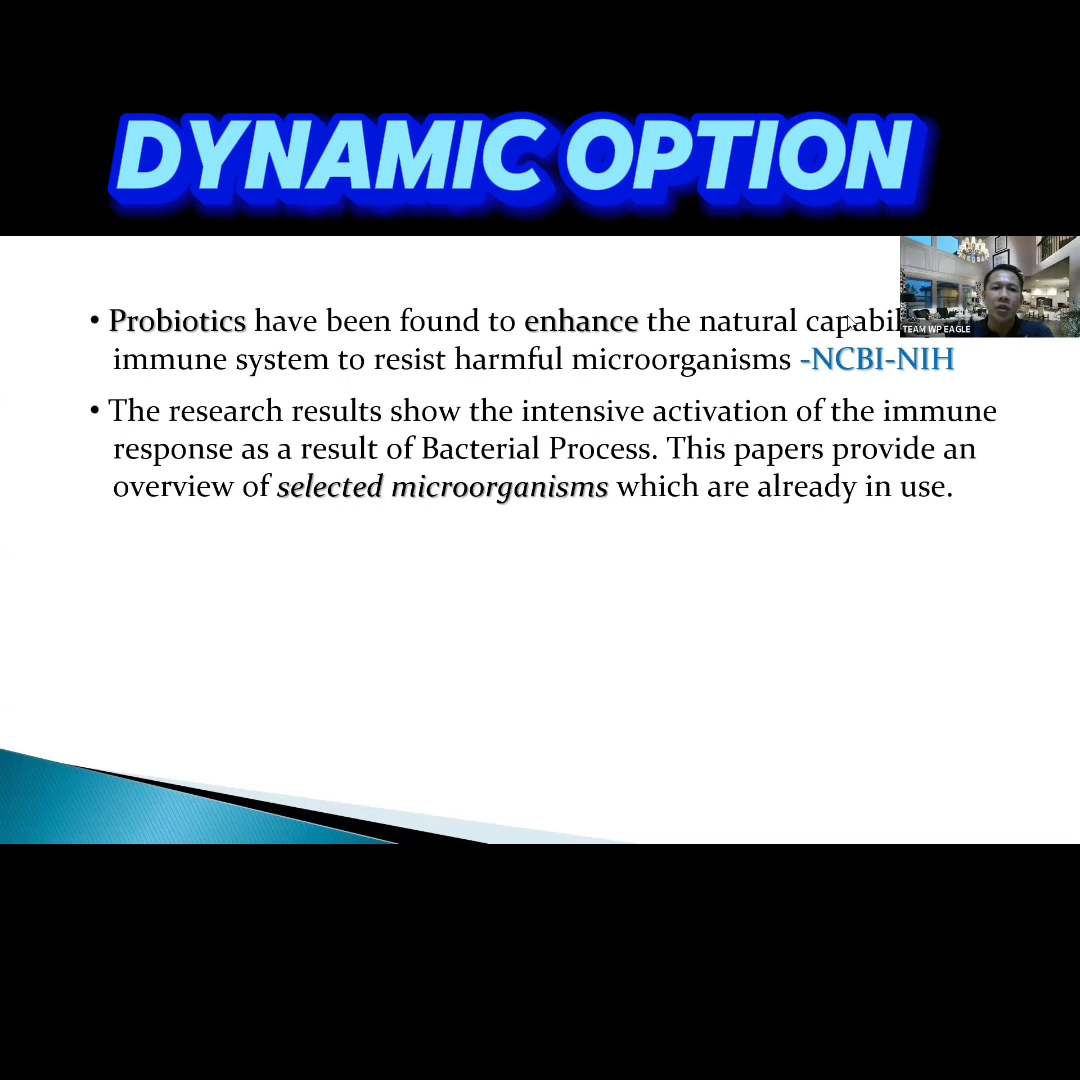 DYNAMIC OPTION
• Probiotics have been found to enhance the natural
TEAM WP EAGLE
immune system to resist harmful microorganisms -NCBI-NIH
• The research results show the intensive activation of the immune
response as a result of Bacterial Process. This papers provide an
overview of selected microorganisms which are already in use.